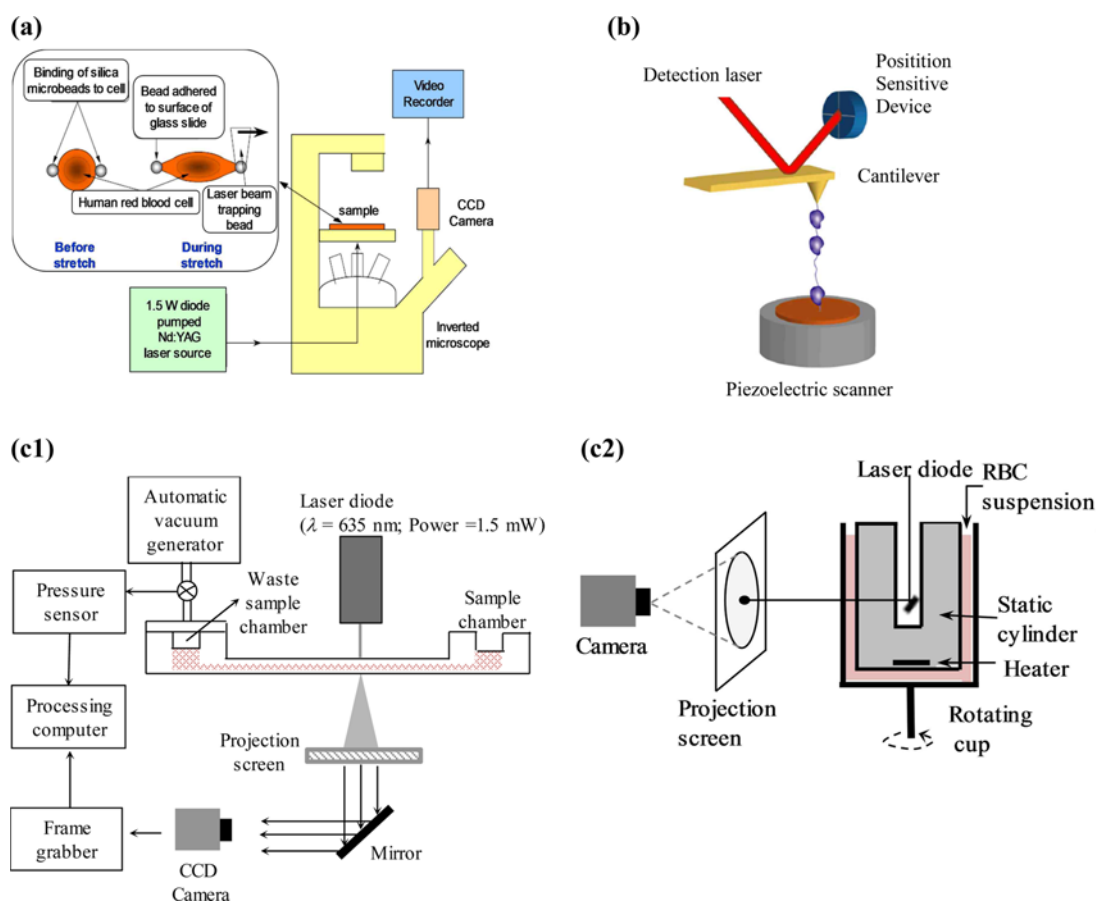 (a)
Binding of silica
microbeads to cell
Bead adhered
to surface of
glass slide
Human red blood cell
Laser beam
trapping
bead
Before
stretch
During
stretch
Video
Recorder
CCD
Camera
sample
1.5 W diode
pumped
Nd:YAG
laser source
Inverted
microscope
(b)
Detection laser
Positition
Sensitive
Device
Cantilever
Piezoelectric scanner
(c1)
Automatic
vacuum
generator
Laser diode
(λ = 635 nm; Power =1.5 mW)
Pressure
sensor
Waste
sample
chamber
Sample
chamber
Processing
computer
Projection
screen
Frame
grabber
CCD
Camera
Mirror
(c2)
Laser diode
RBC
suspension
Camera
Projection
screen
Static
cylinder
Heater
Rotating
cup